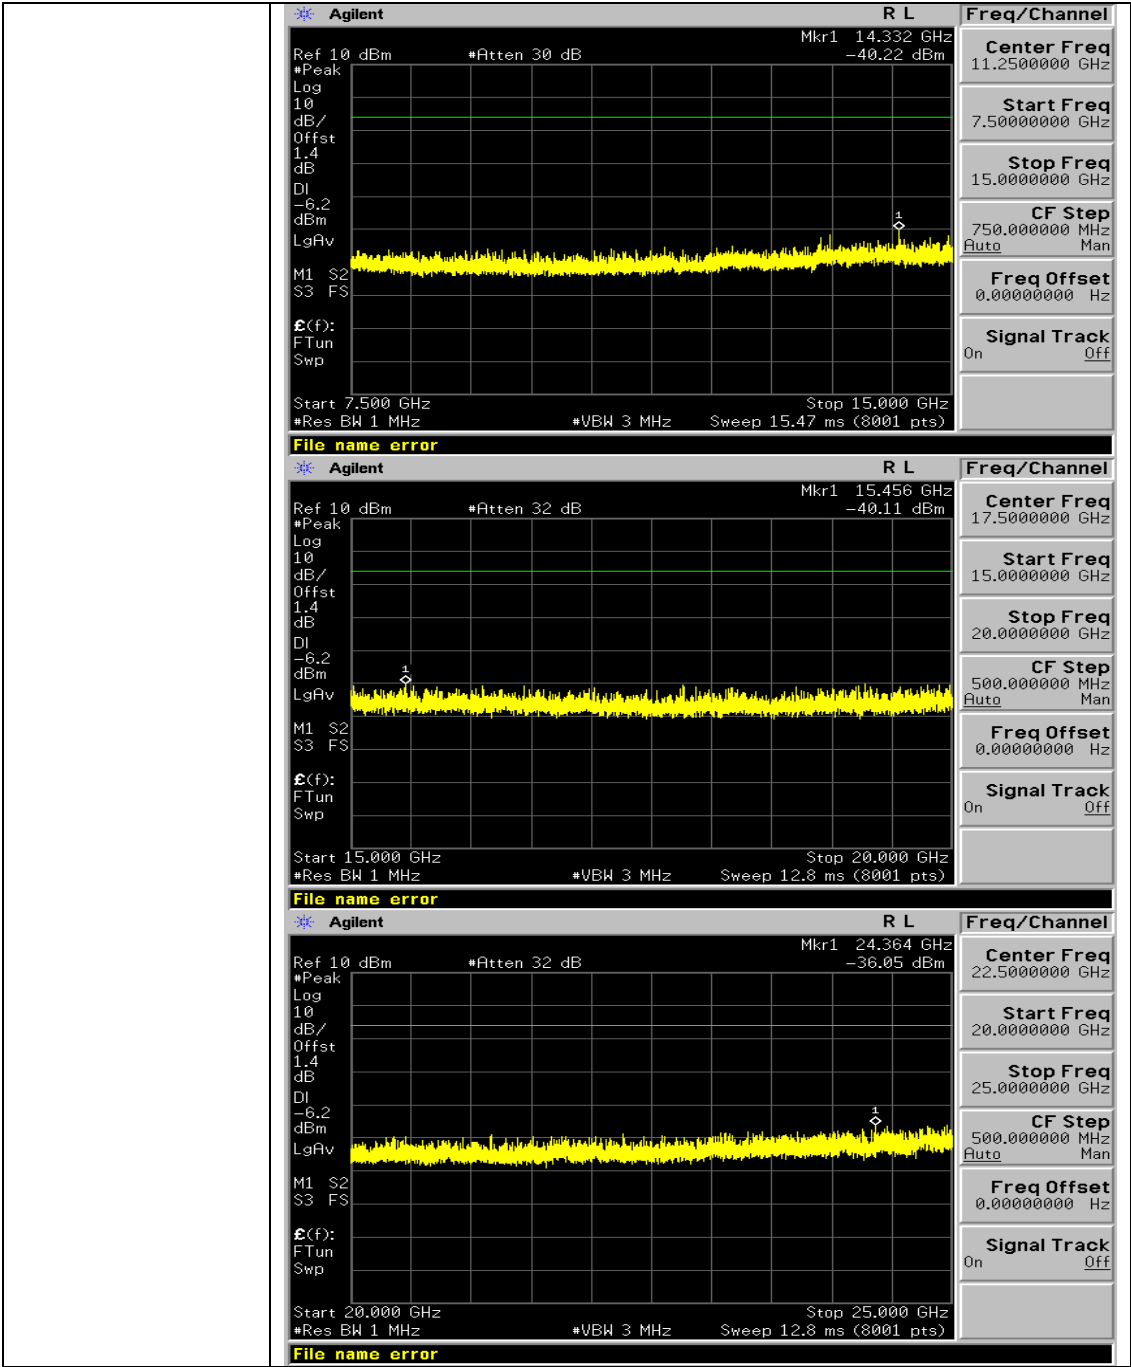 Agilent R L Freq/Channel
Mkr1 14.332 GHz
Ref 10 dBm #Atten 30 dB -40.22 dBm
#Peak
Log
10
dB/
Offst
1.4
dB
DI
-6.2
dBm
LgAv
M1 S2
S3 FS
£(f):
FTun
Swp
1
Start 7.500 GHz Stop 15.000 GHz
#Res BW 1 MHz #VBW 3 MHz Sweep 15.47 ms (8001 pts)
Center Freq
11.2500000 GHz
Start Freq
7.50000000 GHz
Stop Freq
15.0000000 GHz
CF Step
750.000000 MHz
Auto Man
Freq Offset
0.00000000 Hz
Signal Track
On Off
File name error
Agilent R L Freq/Channel
Mkr1 15.456 GHz
Ref 10 dBm #Atten 32 dB -40.11 dBm
#Peak
Log
10
dB/
Offst
1.4
dB
DI
-6.2
dBm
LgAv
M1 S2
S3 FS
£(f):
FTun
Swp
1
Start 15.000 GHz Stop 20.000 GHz
#Res BW 1 MHz #VBW 3 MHz Sweep 12.8 ms (8001 pts)
Center Freq
17.5000000 GHz
Start Freq
15.0000000 GHz
Stop Freq
20.0000000 GHz
CF Step
500.000000 MHz
Auto Man
Freq Offset
0.00000000 Hz
Signal Track
On Off
File name error
Agilent R L Freq/Channel
Mkr1 24.364 GHz
Ref 10 dBm #Atten 32 dB -36.05 dBm
#Peak
Log
10
dB/
Offst
1.4
dB
DI
-6.2
dBm
LgAv
M1 S2
S3 FS
£(f):
FTun
Swp
1
Start 20.000 GHz Stop 25.000 GHz
#Res BW 1 MHz #VBW 3 MHz Sweep 12.8 ms (8001 pts)
Center Freq
22.5000000 GHz
Start Freq
20.0000000 GHz
Stop Freq
25.0000000 GHz
CF Step
500.000000 MHz
Auto Man
Freq Offset
0.00000000 Hz
Signal Track
On Off
File name error